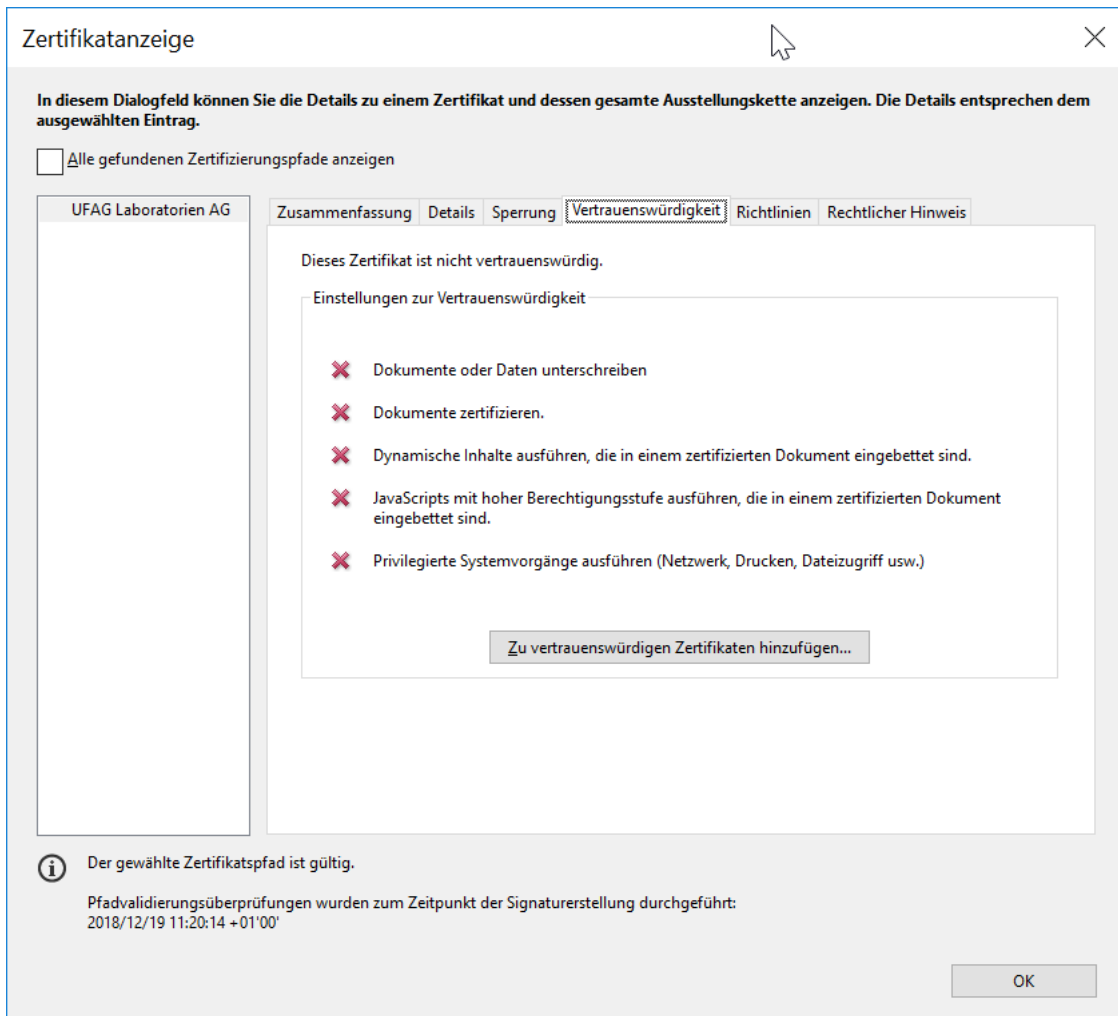 Zertifikatanzeige
In diesem Dialogfeld können Sie die Details zu einem Zertifikat und dessen gesamte Ausstellungskette anzeigen. Die Details entsprechen dem
ausgewählten Eintrag.
Alle gefundenen Zertifizierungspfade anzeigen
UFAG Laboratorien AG
Zusammenfassung Details Sperrung Vertrauenswürdigkeit Richtlinien Rechtlicher Hinweis
Dieses Zertifikat ist nicht vertrauenswürdig.
Einstellungen zur Vertrauenswürdigkeit
Dokumente oder Daten unterschreiben
Dokumente zertifizieren.
Dynamische Inhalte ausführen, die in einem zertifizierten Dokument eingebettet sind.
JavaScripts mit hoher Berechtigungsstufe ausführen, die in einem zertifizierten Dokument
eingebettet sind.
Privilegierte Systemvorgänge ausführen (Netzwerk, Drucken, Dateizugriff usw.)
Zu vertrauenswürdigen Zertifikaten hinzufügen...
Der gewählte Zertifikatspfad ist gültig.
Pfadvalidierungsüberprüfungen wurden zum Zeitpunkt der Signaturerstellung durchgeführt:
2018/12/19 11:20:14 +01'00'
OK